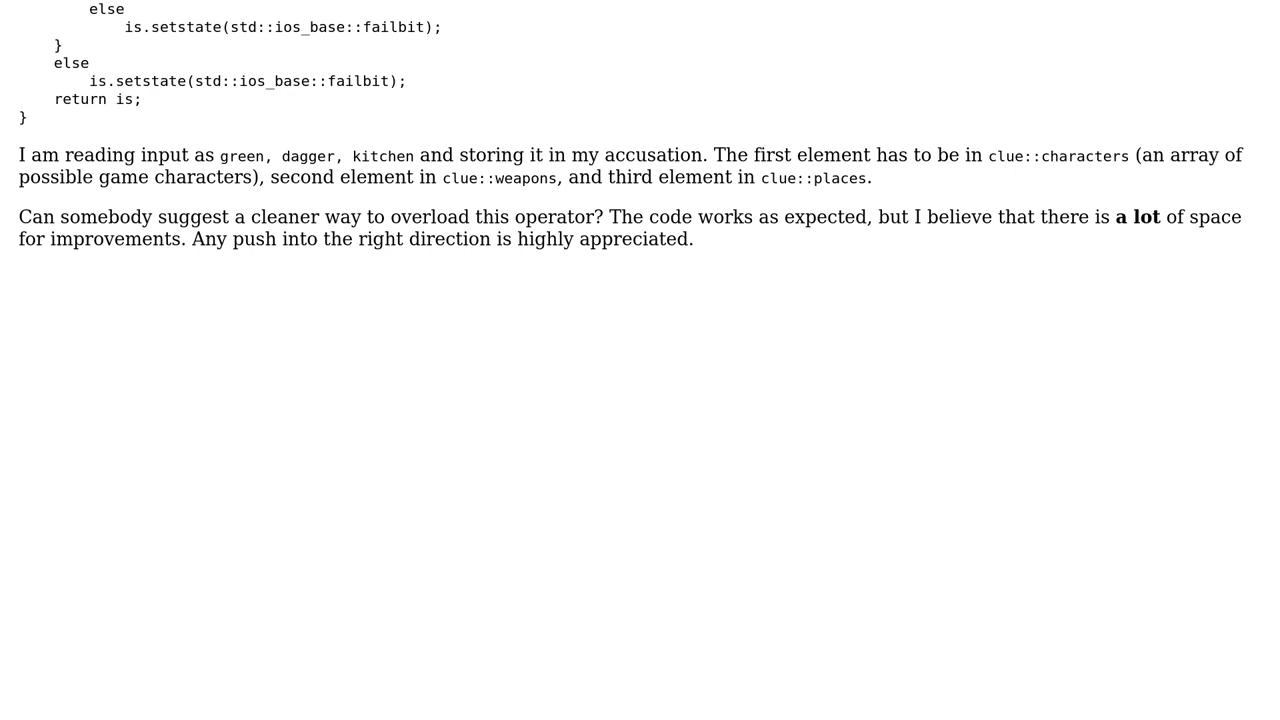 else
            is.setstate(std::ios_base::failbit);
    }
    else
        is.setstate(std::ios_base::failbit);
    return is;
}
I am reading input as green, dagger, kitchen and storing it in my accusation. The first element has to be in clue::characters (an array of
possible game characters), second element in clue::weapons, and third element in clue::places.
Can somebody suggest a cleaner way to overload this operator? The code works as expected, but I believe that there is a lot of space
for improvements. Any push into the right direction is highly appreciated.